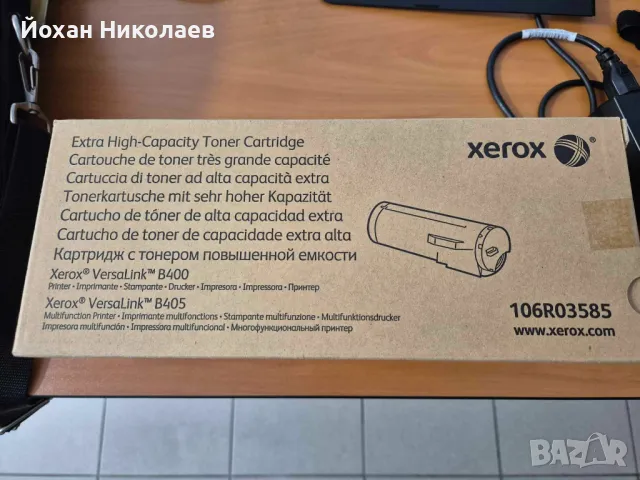 Йохан Николаев
Extra High-Capacity Toner Cartridge
Cartouche de toner très grande capacité
Cartuccia di toner ad alta capacità extra
Tonerkartusche mit sehr hoher Kapazität
Cartucho de tóner de alta capacidad extra
Cartucho de toner de capacidade extra alta
Картридж с тонером повышенной емкости
Xerox® VersaLink™ B400
Printer • Imprimante • Stampante • Drucker • Impresora • Impressora • Принтер
Xerox® VersaLink™ B405
Multifunction Printer • Imprimante multifonctions • Stampante multifunzione • Multifunktionsdrucker
Impresora multifunción • Impressora multifuncional • Многофункциональный принтер
xerox®
106R03585
www.xerox.com
BAZAR